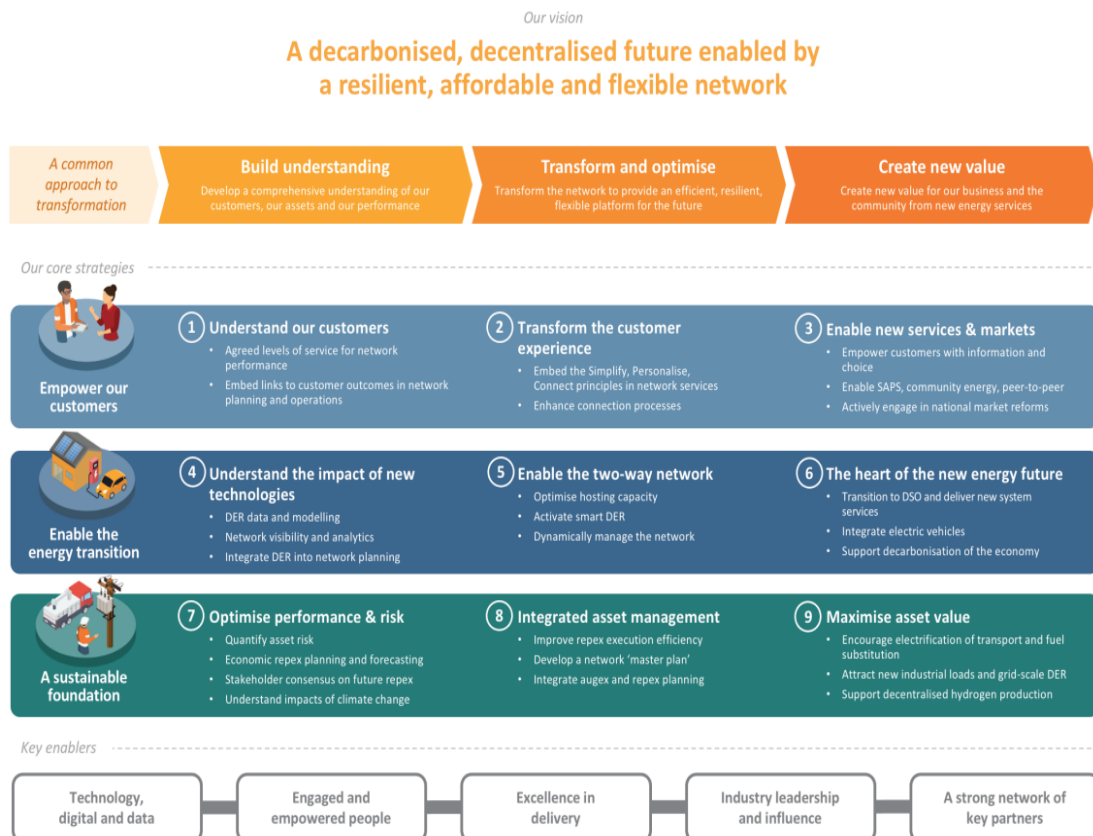 Our vision
A decarbonised, decentralised future enabled by
a resilient, affordable and flexible network
A common
approach to
transformation
Build understanding
Develop a comprehensive understanding of our
customers, our assets and our performance
Transform and optimise
Transform the network to provide an efficient, resilient,
flexible platform for the future
Create new value
Create new value for our business and the
community from new energy services
Our core strategies
Empower our
customers
1 Understand our customers
• Agreed levels of service for network
performance
• Embed links to customer outcomes in network
planning and operations
2 Transform the customer
experience
• Embed the Simplify, Personalise,
Connect principles in network services
• Enhance connection processes
3 Enable new services & markets
• Empower customers with information and
choice
• Enable SAPS, community energy, peer-to-peer
• Actively engage in national market reforms
Enable the
energy transition
4 Understand the impact of new
technologies
• DER data and modelling
• Network visibility and analytics
• Integrate DER into network planning
5 Enable the two-way network
• Optimise hosting capacity
• Activate smart DER
• Dynamically manage the network
6 The heart of the new energy future
• Transition to DSO and deliver new system
services
• Integrate electric vehicles
• Support decarbonisation of the economy
A sustainable
foundation
7 Optimise performance & risk
• Quantify asset risk
• Economic repex planning and forecasting
• Stakeholder consensus on future repex
• Understand impacts of climate change
8 Integrated asset management
• Improve repex execution efficiency
• Develop a network ‘master plan’
• Integrate augex and repex planning
9 Maximise asset value
• Encourage electrification of transport and fuel
substitution
• Attract new industrial loads and grid-scale DER
• Support decentralised hydrogen production
Key enablers
Technology,
digital and data
Engaged and
empowered people
Excellence in
delivery
Industry leadership
and influence
A strong network of
key partners